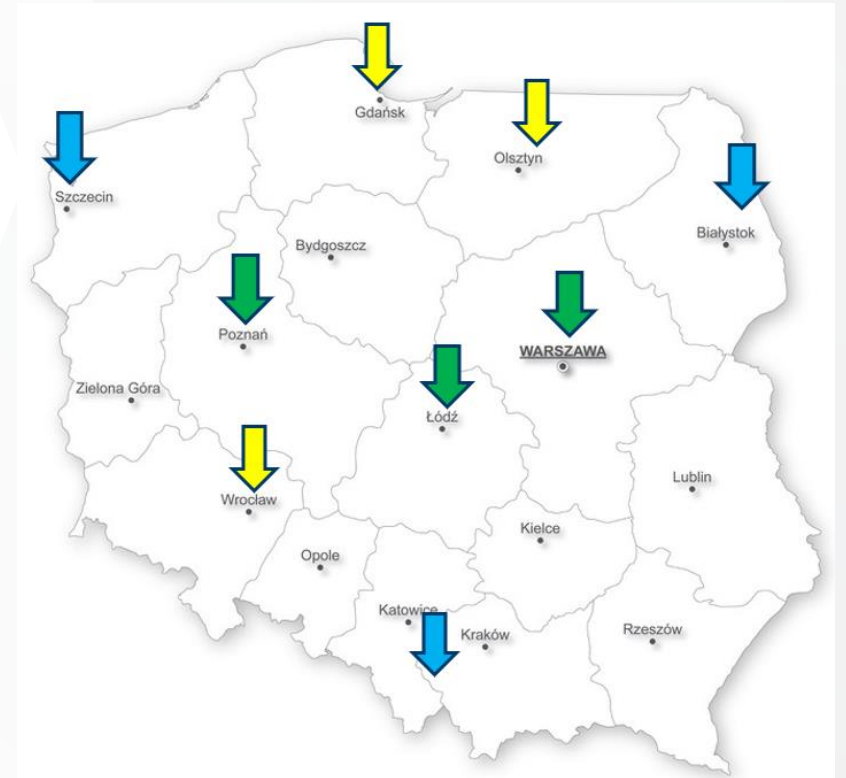 Gdańsk
Olsztyn
Szczecin
Białystok
Bydgoszcz
Poznań
WARSZAWA
Zielona Góra
Łódź
Lublin
Wrocław
Kielce
Opole
Katowice
Kraków
Rzeszów